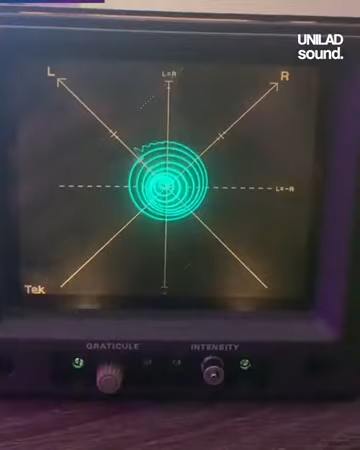 UNILAD
sound.
L
L=R
R
L=-R
Tek
GRATICULE
INTENSITY